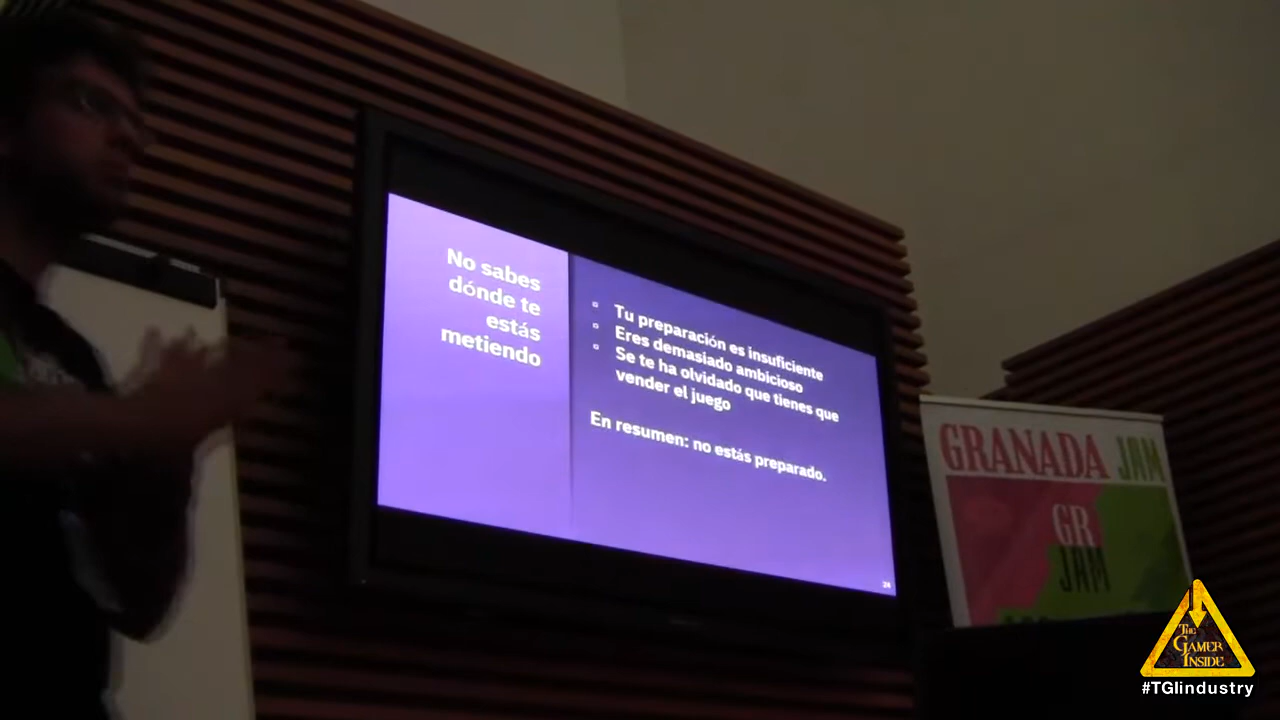 No sabes
dónde te
estás
metiendo
Tu preparación es insuficiente
Eres demasiado ambicioso
Se te ha olvidado que tienes que
vender el juego
En resumen: no estás preparado.
24
GRANADA JAM
GR
JAM
THE
GAMER
INSIDE
#TGIindustry